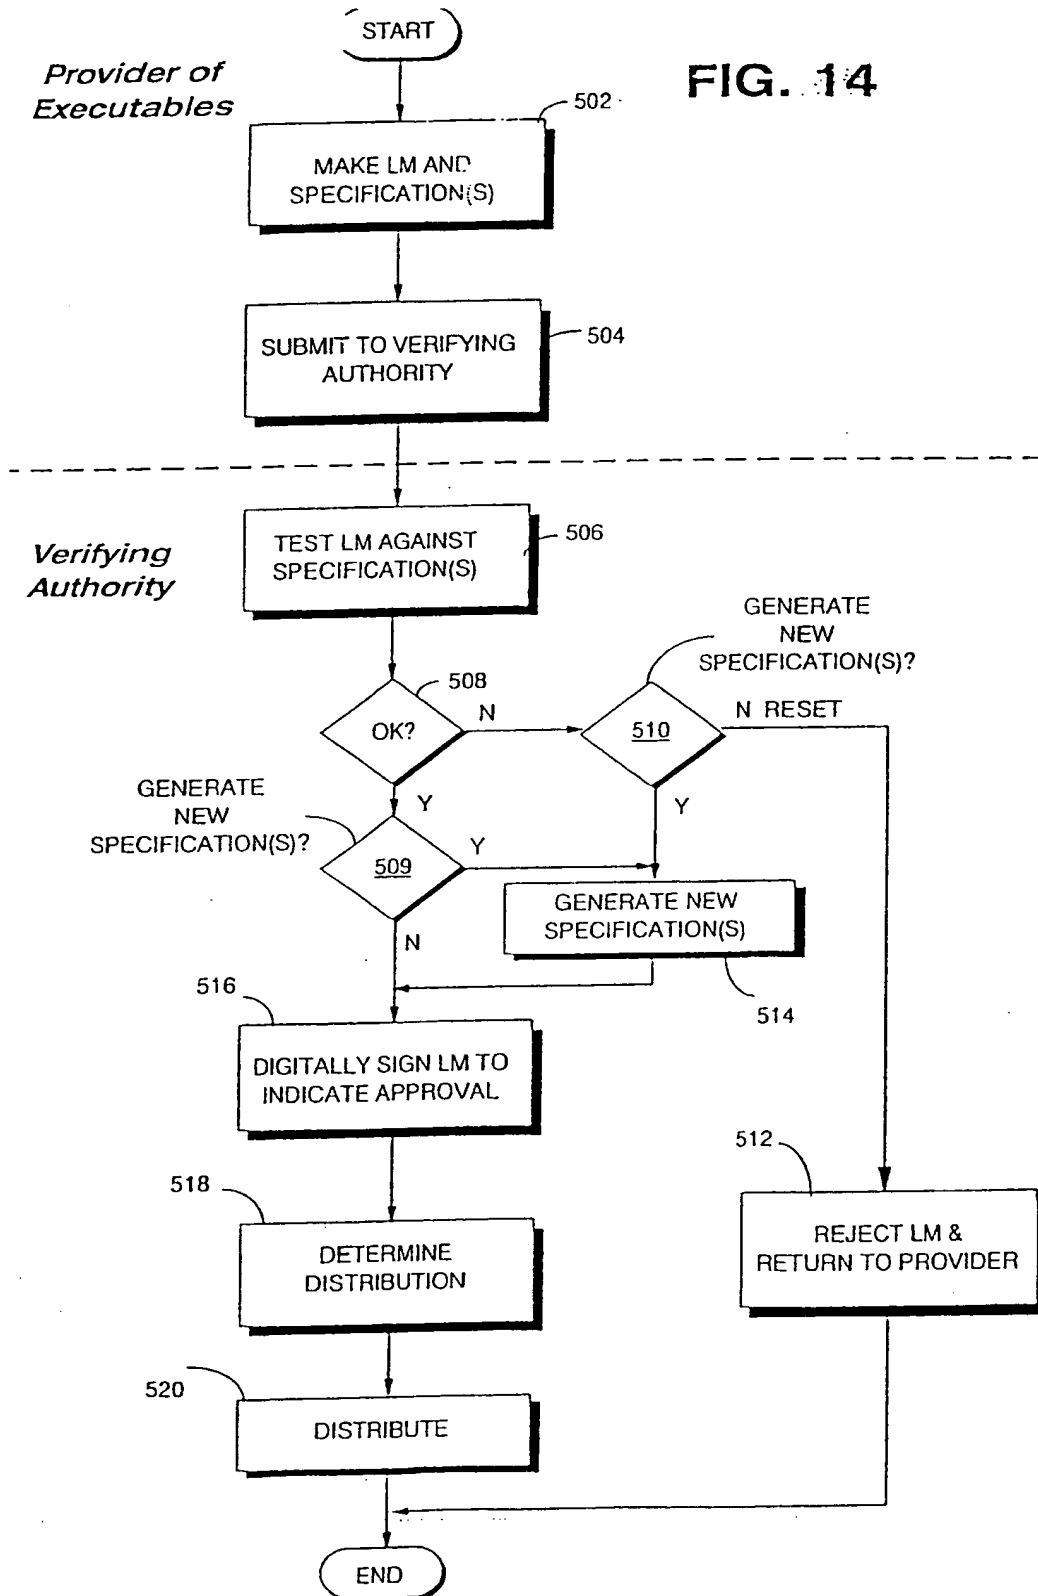 START
Provider of
Executables
FIG. 14
502
MAKE LM AND
SPECIFICATION(S)
SUBMIT TO VERIFYING
AUTHORITY
504
Verifying
Authority
TEST LM AGAINST
SPECIFICATION(S)
506
GENERATE
NEW
SPECIFICATION(S)?
508
OK?
N
510
N RESET
GENERATE
NEW
SPECIFICATION(S)?
Y
Y
509
Y
GENERATE NEW
SPECIFICATION(S)
N
514
516
DIGITALLY SIGN LM TO
INDICATE APPROVAL
512
REJECT LM &
RETURN TO PROVIDER
518
DETERMINE
DISTRIBUTION
520
DISTRIBUTE
END